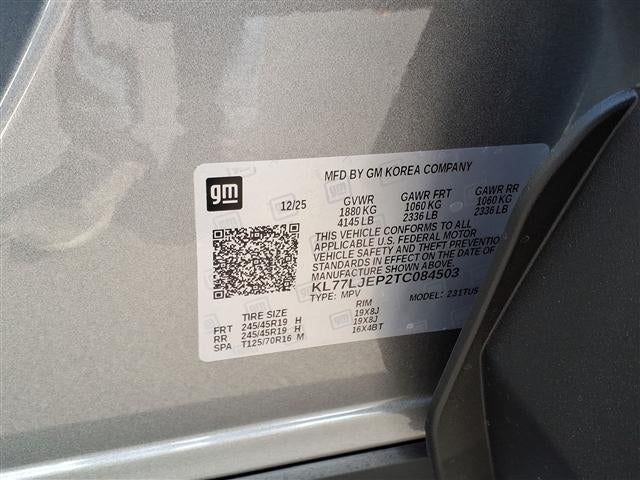 MFD BY GM KOREA COMPANY
gm
12/25
GVWR GAWR FRT GAWR RR
1880 KG 1060 KG 1060 KG
4145 LB 2336 LB 2336 LB
THIS VEHICLE CONFORMS TO ALL
APPLICABLE U.S. FEDERAL MOTOR
VEHICLE SAFETY AND THEFT PREVENTION
STANDARDS IN EFFECT ON THE DATE OF
MANUFACTURE SHOWN ABOVE.
KL77LJEP2TC084503
TYPE: MPV MODEL: 231TU5
TIRE SIZE RIM
FRT 245/45R19 H 19X8J
RR 245/45R19 H 19X8J
SPA T125/70R16 M 16X4BT